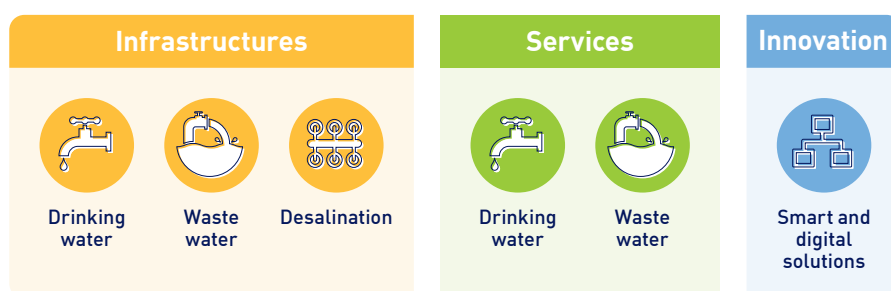 Infrastructures
Services
Innovation
Drinking
water
Waste
water
Desalination
Drinking
water
Waste
water
Smart and
digital
solutions